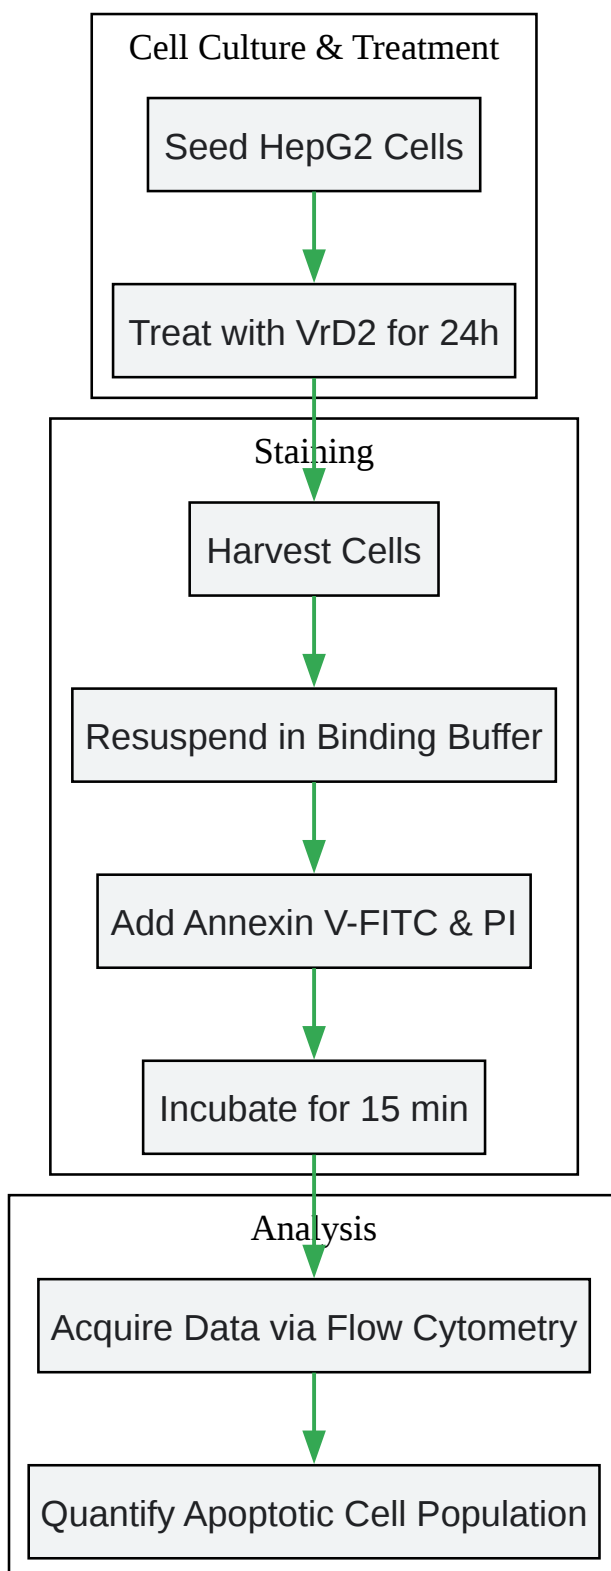 Cell Culture & Treatment
Seed HepG2 Cells
Treat with VrD2 for 24h
Staining
Harvest Cells
Resuspend in Binding Buffer
Add Annexin V-FITC & PI
Incubate for 15 min
Analysis
Acquire Data via Flow Cytometry
Quantify Apoptotic Cell Population